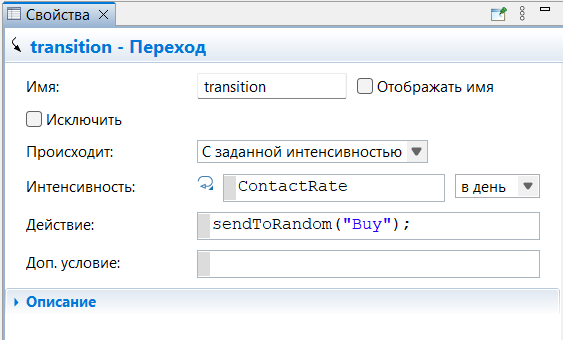 Свойства
transition - Переход
Имя: transition Отображать имя
Исключить
Происходит: С заданной интенсивностью
Интенсивность: ContactRate в день
Действие: sendToRandom("Buy");
Доп. условие:
Описание